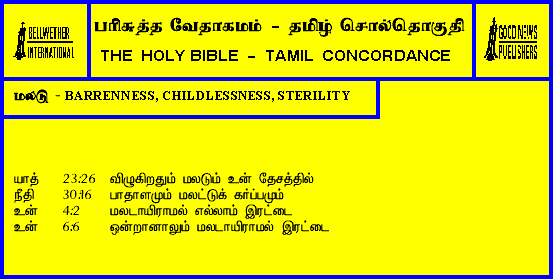 BELLWETHER
INTERNATIONAL
பரிசுத்த வேதாகமம் - தமிழ் சொல்தொகுதி
THE HOLY BIBLE - TAMIL CONCORDANCE
GOOD NEWS
PUBLISHERS
மலடு - BARRENNESS, CHILDLESSNESS, STERILITY
யாத் 23:26 விழுகிறதும் மலடும் உன் தேசத்தில்
நீதி 30:16 பாதாளமும் மலட்டுக் கர்ப்பமும்
உன் 4:2 மலடாயிராமல் எல்லாம் இரட்டை
உன் 6:6 ஒன்றானாலும் மலடாயிராமல் இரட்டை